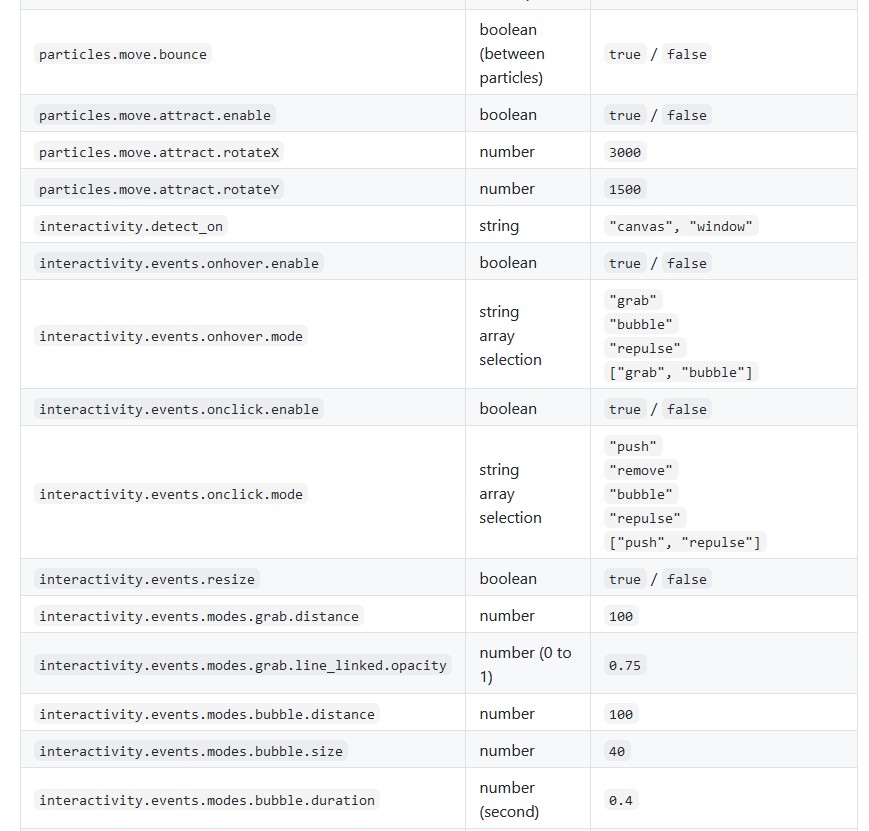 boolean
(between
particles.move.bounce true / false
particles)
particles.move.attract.enable boolean true / false
particles.move.attract.rotateX number 3000
particles.move.attract.rotateY number 1500
interactivity.detect_on string "canvas", "window"
interactivity.events.onhover.enable boolean true / false
interactivity.events.onhover.mode
string
array
selection
"grab"
"bubble"
"repulse"
["grab", "bubble"]
interactivity.events.onclick.enable boolean true / false
interactivity.events.onclick.mode
string
array
selection
"push"
"remove"
"bubble"
"repulse"
["push", "repulse"]
interactivity.events.resize boolean true / false
interactivity.events.modes.grab.distance number 100
interactivity.events.modes.grab.line_linked.opacity
number (0 to
1)
0.75
interactivity.events.modes.bubble.distance number 100
interactivity.events.modes.bubble.size number 40
interactivity.events.modes.bubble.duration
number
(second)
0.4